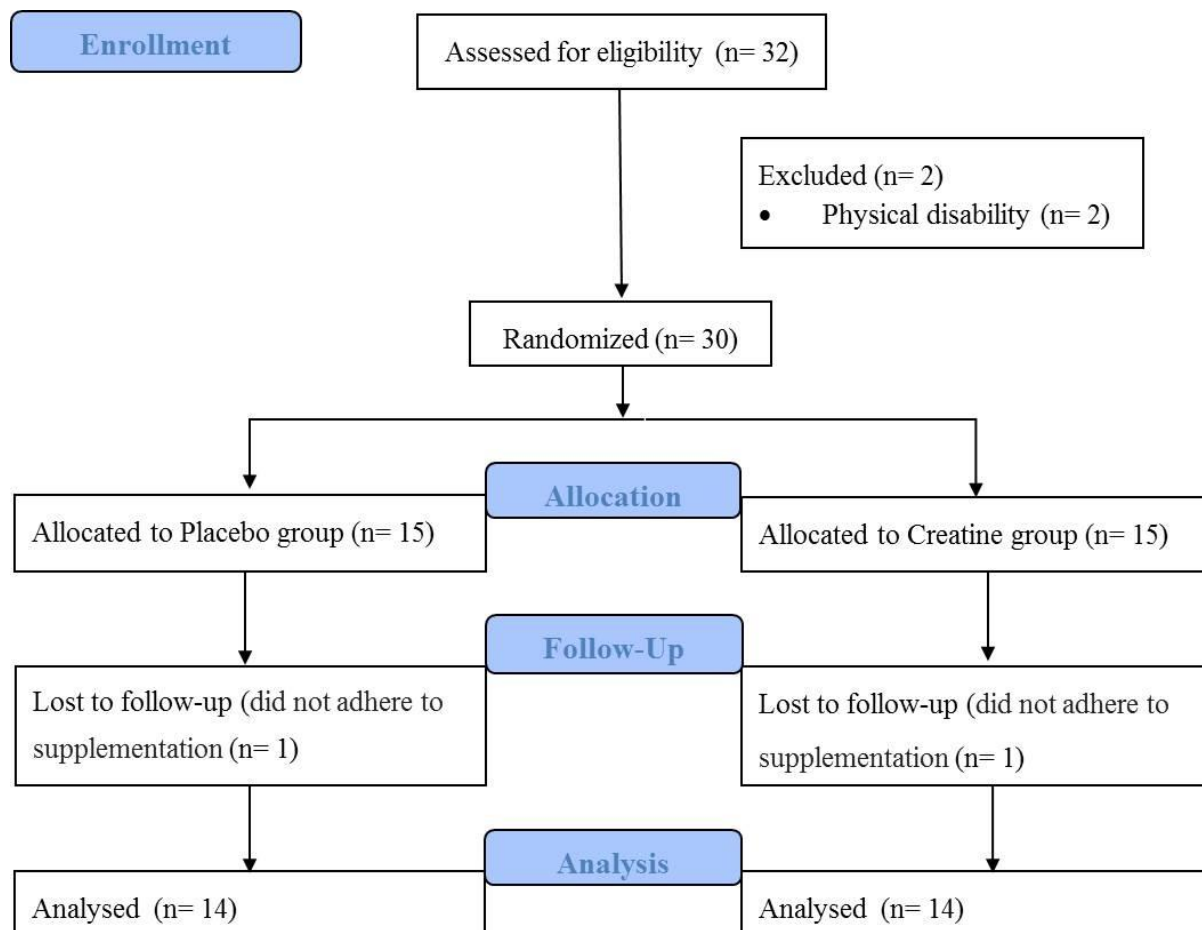 Enrollment
Assessed for eligibility (n= 32)
Excluded (n= 2)
• Physical disability (n= 2)
Randomized (n= 30)
Allocation
Allocated to Placebo group (n= 15)
Allocated to Creatine group (n= 15)
Follow-Up
Lost to follow-up (did not adhere to
supplementation (n= 1)
Lost to follow-up (did not adhere to
supplementation (n= 1)
Analysis
Analysed (n= 14)
Analysed (n= 14)